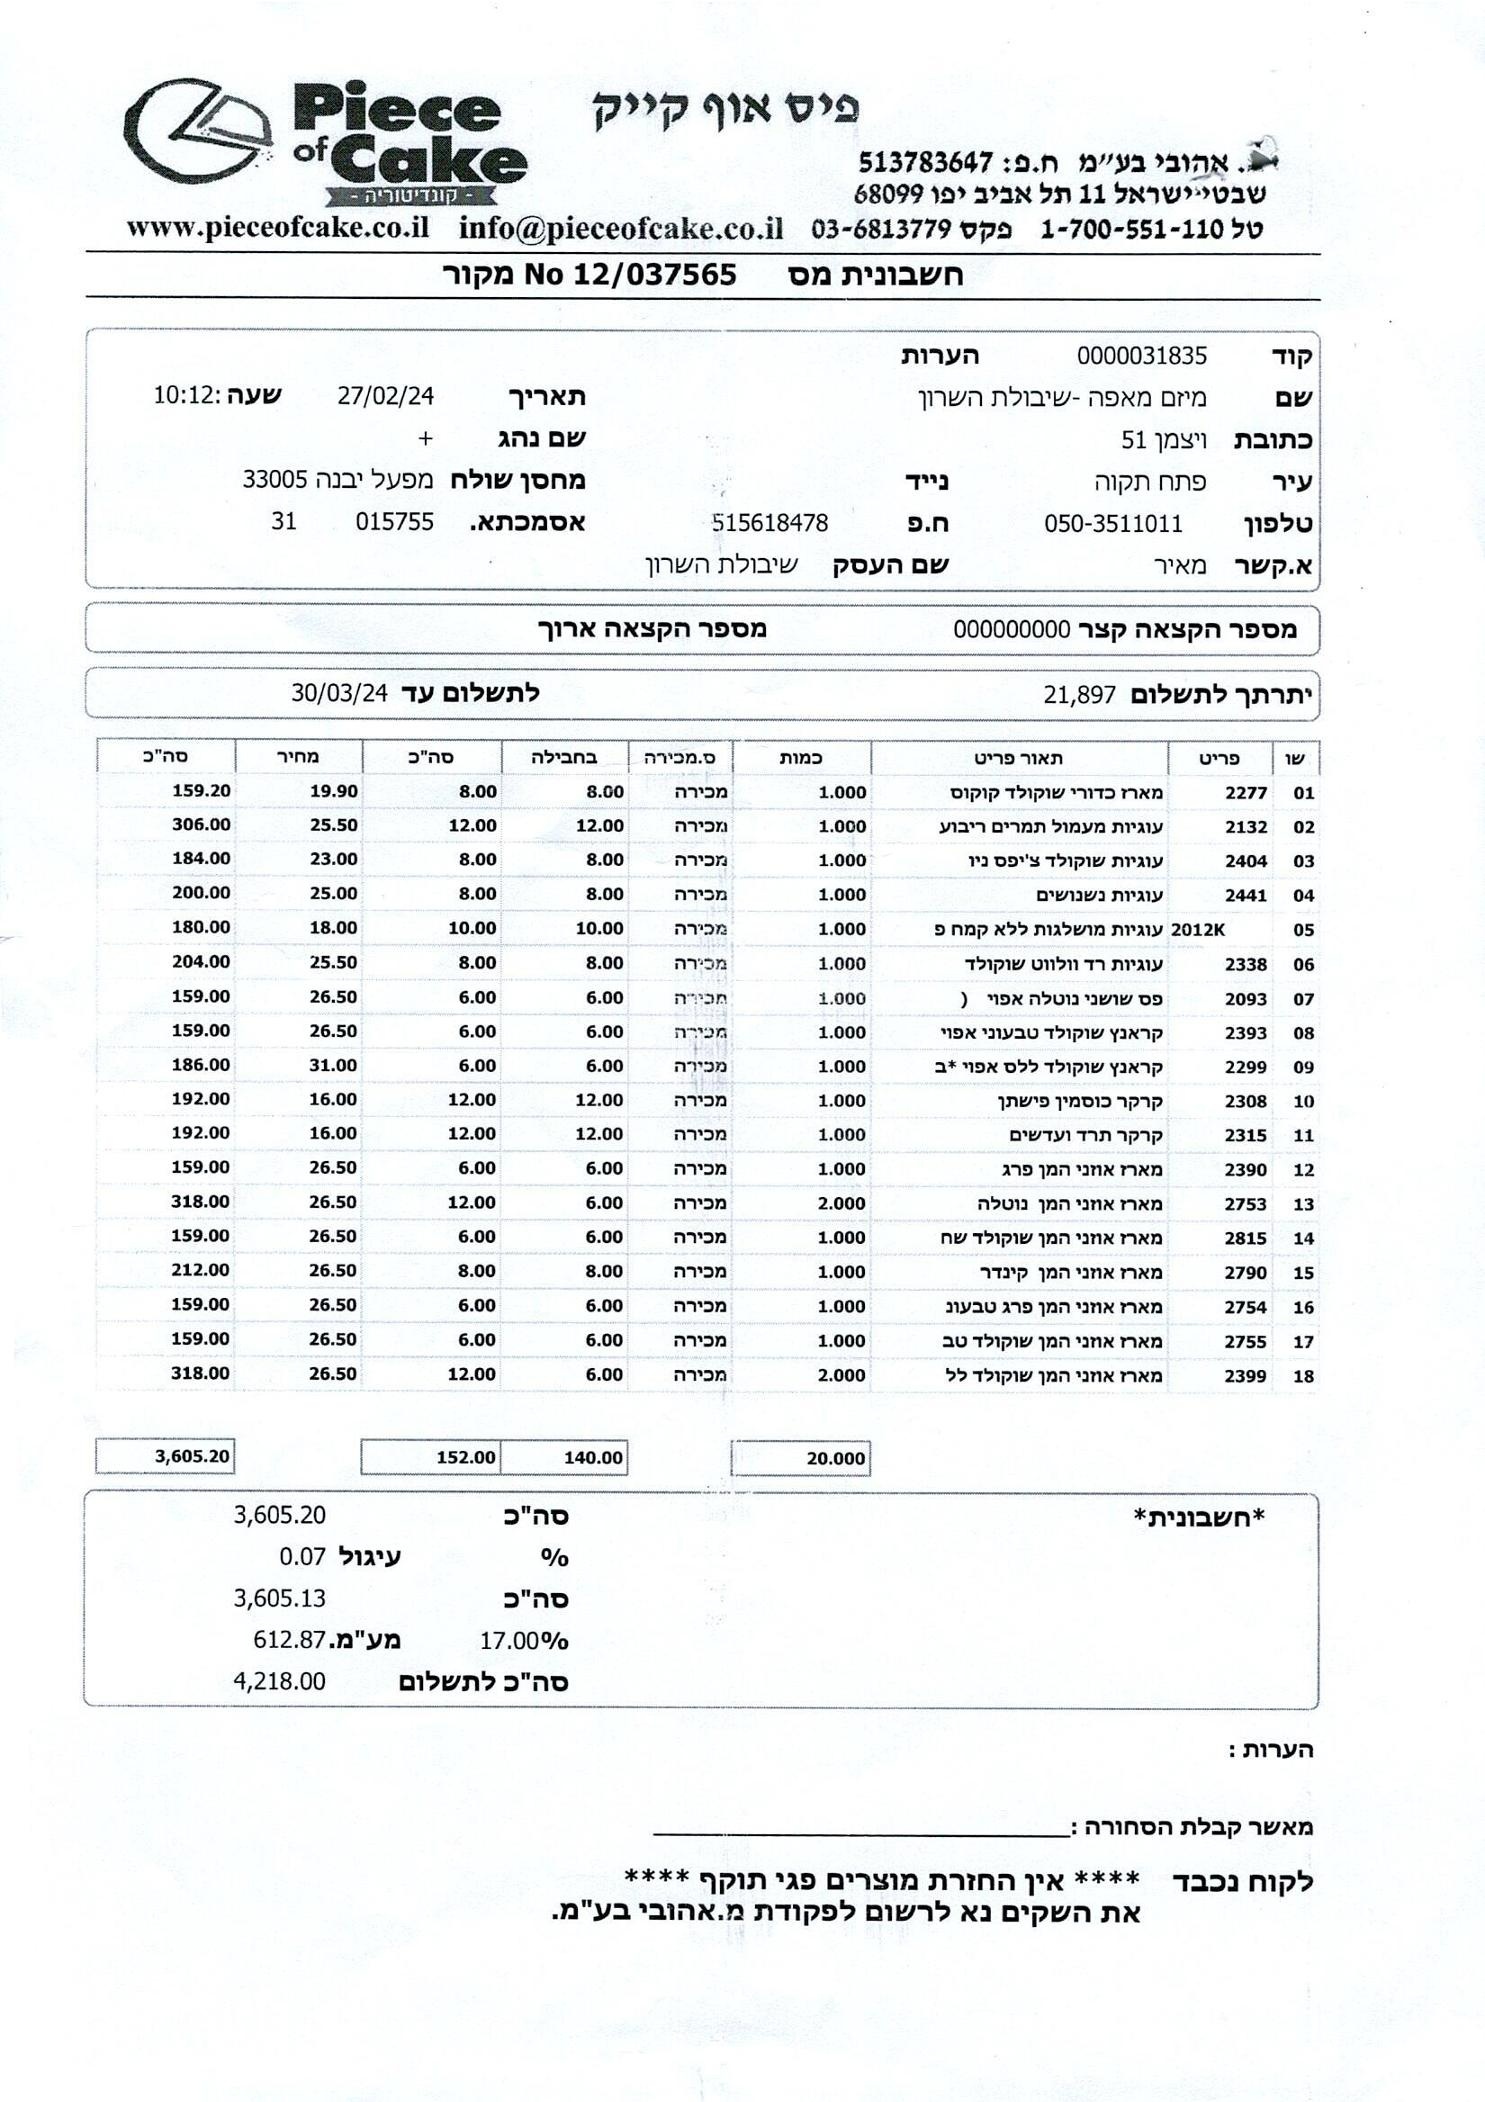 Piece
of Cake
- קונדיטוריה -
פיס אוף קייק
אהובי בע"מ ח.פ: 513783647
שבטי ישראל 11 תל אביב יפו 68099
טל 1-700-551-110 פקס 03-6813779 info@pieceofcake.co.il www.pieceofcake.co.il
חשבונית מס No 12/037565 מקור
קוד 0000031835 הערות
שם מיזם מאפה -שיבולת השרון תאריך 27/02/24 שעה: 10:12
כתובת ויצמן 51 שם נהג +
עיר פתח תקוה נייד מחסן שולח מפעל יבנה 33005
טלפון 050-3511011 ח.פ 515618478 אסמכתא. 015755 31
א.קשר מאיר שם העסק שיבולת השרון
מספר הקצאה קצר 000000000 מספר הקצאה ארוך
יתרתך לתשלום 21,897 לתשלום עד 30/03/24
שו פריט תאור פריט כמות ס.מכירה בחבילה סה"כ מחיר סה"כ
01 2277 מארז כדורי שוקולד קוקוס 1.000 מכירה 8.00 8.00 19.90 159.20
02 2132 עוגיות מעמול תמרים ריבוע 1.000 מכירה 12.00 12.00 25.50 306.00
03 2404 עוגיות שוקולד צ'יפס ניו 1.000 מכירה 8.00 8.00 23.00 184.00
04 2441 עוגיות נשנושים 1.000 מכירה 8.00 8.00 25.00 200.00
05 2012K עוגיות מושלגות ללא קמח פ 1.000 מכירה 10.00 10.00 18.00 180.00
06 2338 עוגיות רד וולווט שוקולד 1.000 מכירה 8.00 8.00 25.50 204.00
07 2093 פס שושני נוטלה אפוי ( 1.000 מכירה 6.00 6.00 26.50 159.00
08 2393 קראנץ שוקולד טבעוני אפוי 1.000 מכירה 6.00 6.00 26.50 159.00
09 2299 קראנץ שוקולד ללס אפוי *ב 1.000 מכירה 6.00 6.00 31.00 186.00
10 2308 קרקר כוסמין פישתן 1.000 מכירה 12.00 12.00 16.00 192.00
11 2315 קרקר תרד ועדשים 1.000 מכירה 12.00 12.00 16.00 192.00
12 2390 מארז אוזני המן פרג 1.000 מכירה 6.00 6.00 26.50 159.00
13 2753 מארז אוזני המן נוטלה 2.000 מכירה 6.00 12.00 26.50 318.00
14 2815 מארז אוזני המן שוקולד שח 1.000 מכירה 6.00 6.00 26.50 159.00
15 2790 מארז אוזני המן קינדר 1.000 מכירה 8.00 8.00 26.50 212.00
16 2754 מארז אוזני המן פרג טבעונ 1.000 מכירה 6.00 6.00 26.50 159.00
17 2755 מארז אוזני המן שוקולד טב 1.000 מכירה 6.00 6.00 26.50 159.00
18 2399 מארז אוזני המן שוקולד לל 2.000 מכירה 6.00 12.00 26.50 318.00
20.000 140.00 152.00 3,605.20
*חשבונית* סה"כ 3,605.20
% עיגול 0.07
סה"כ 3,605.13
17.00% מע"מ. 612.87
סה"כ לתשלום 4,218.00
הערות :
מאשר קבלת הסחורה :
לקוח נכבד **** אין החזרת מוצרים פגי תוקף ****
את השקים נא לרשום לפקודת מ.אהובי בע"מ.